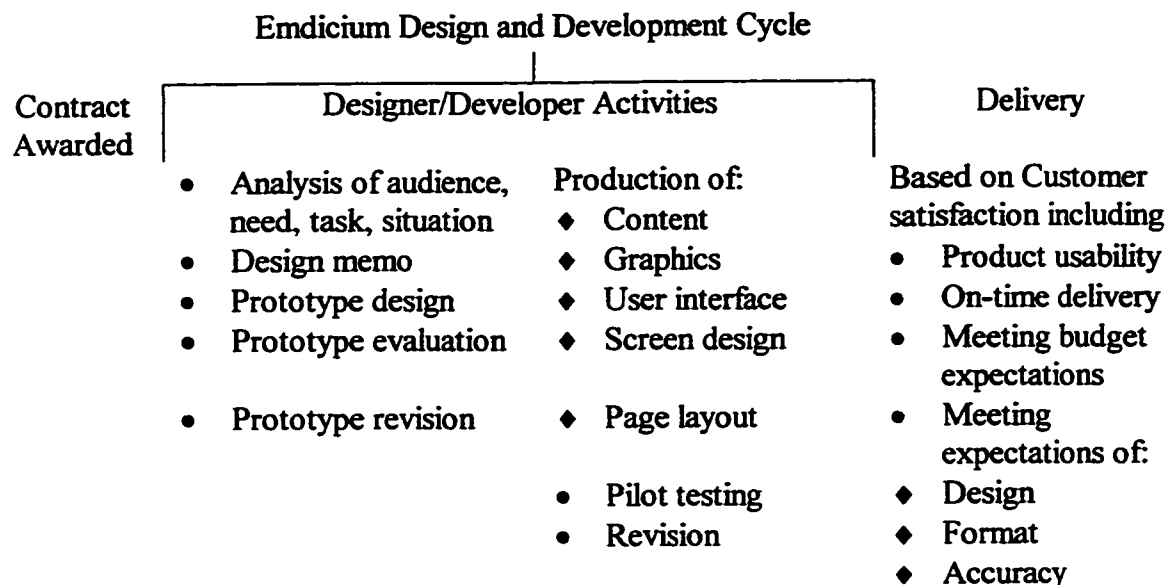 Emdicium Design and Development Cycle
Contract
Awarded
Designer/Developer Activities
• Analysis of audience,
need, task, situation
• Design memo
• Prototype design
• Prototype evaluation
• Prototype revision
Production of:
♦ Content
♦ Graphics
♦ User interface
♦ Screen design
♦ Page layout
• Pilot testing
• Revision
Delivery
Based on Customer
satisfaction including
• Product usability
• On-time delivery
• Meeting budget
expectations
• Meeting
expectations of:
♦ Design
♦ Format
♦ Accuracy